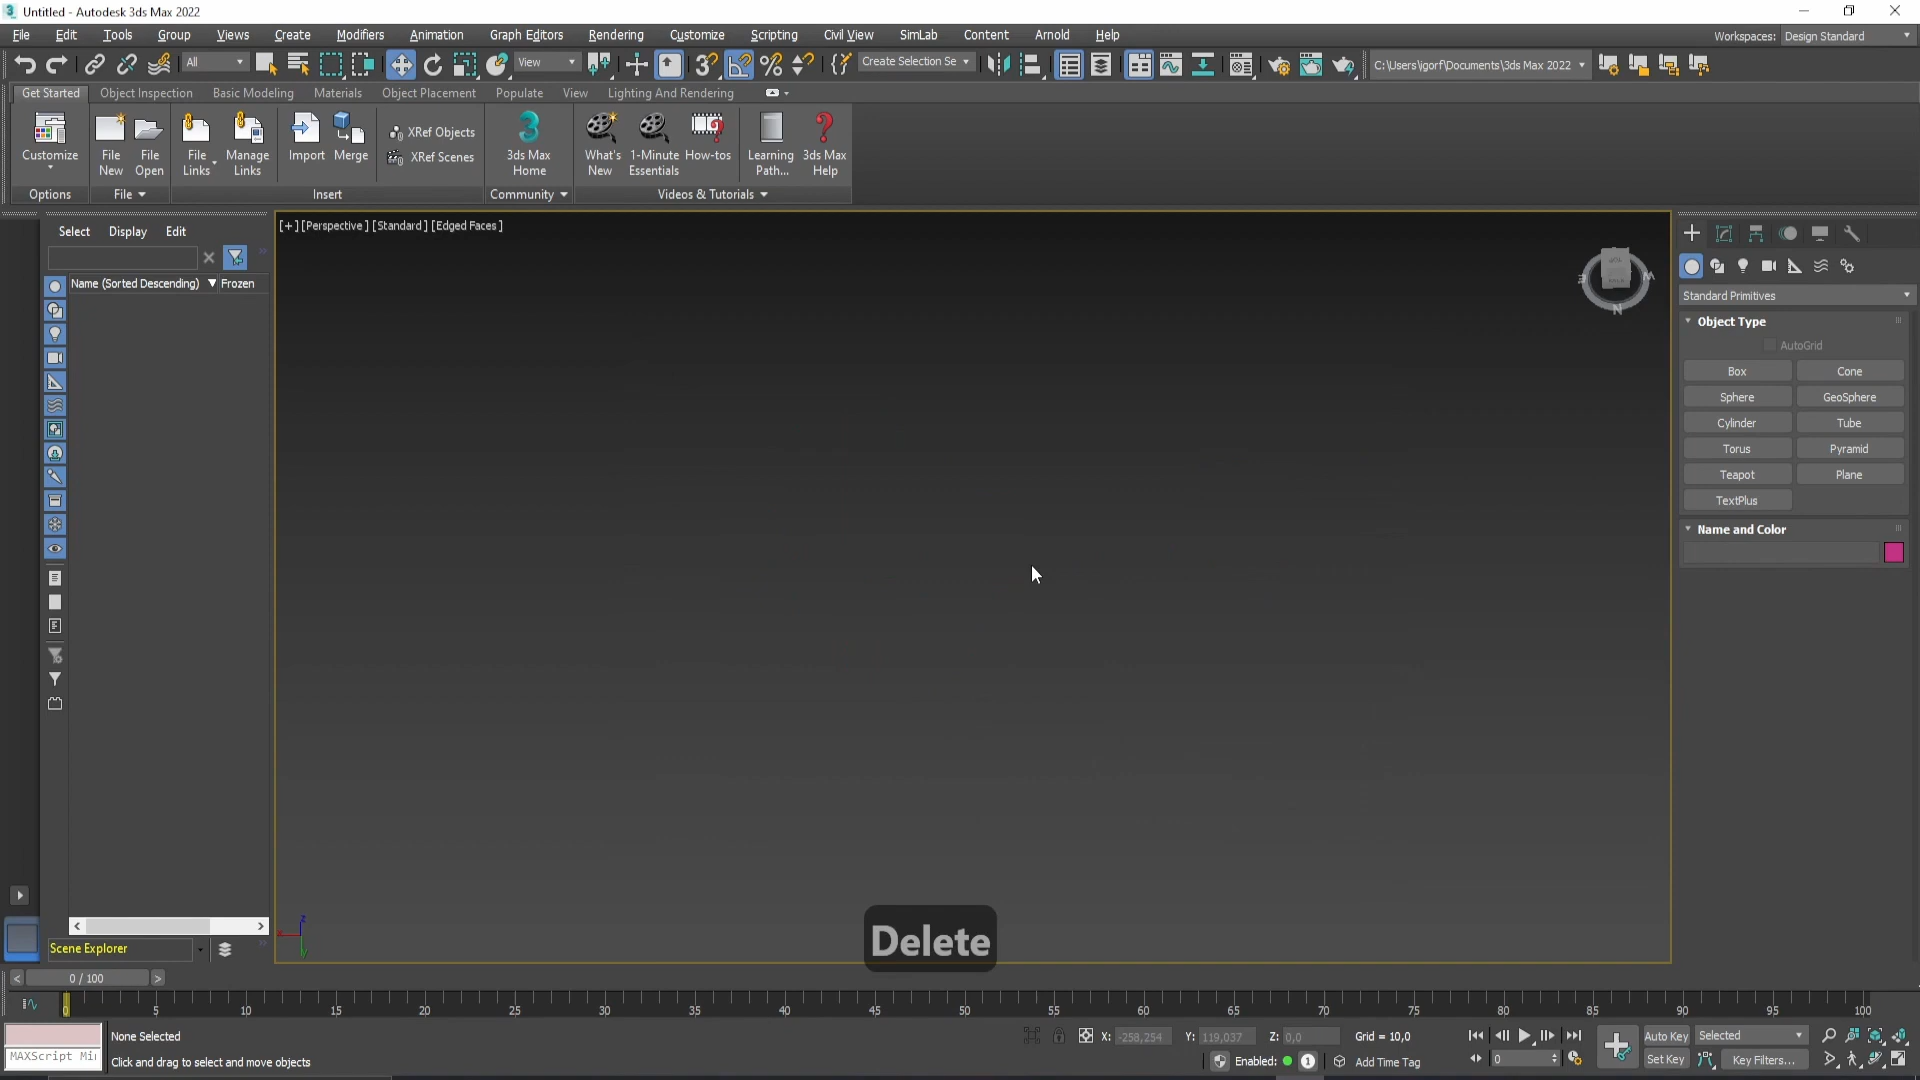 Untitled - Autodesk 3ds Max 2022
File Edit Tools Group Views Create Modifiers Animation Graph Editors Rendering Customize Scripting Civil View SimLab Content Arnold Help Workspaces: Design Standard
All View Create Selection Se C:\Users\igorf\Documents\3ds Max 2022
Get Started Object Inspection Basic Modeling Materials Object Placement Populate View Lighting And Rendering
Customize File New File Open File Links Manage Links Import Merge XRef Objects XRef Scenes 3ds Max Home What's New 1-Minute Essentials How-tos Learning Path... 3ds Max Help
Options File Insert Community Videos & Tutorials
Select Display Edit
[+] [Perspective] [Standard] [Edged Faces]
Name (Sorted Descending) Frozen
N
Standard Primitives
Object Type
AutoGrid
Box Cone
Sphere GeoSphere
Cylinder Tube
Torus Pyramid
Teapot Plane
TextPlus
Name and Color
Delete
Scene Explorer
< 0 / 100 >
0 5 10 15 20 25 30 35 40 45 50 55 60 65 70 75 80 85 90 95 100
None Selected X: -258,254 Y: 119,037 Z: 0,0 Grid = 10,0 Auto Key Selected
MAXScript Mi Click and drag to select and move objects Enabled: 1 Add Time Tag 0 Set Key Key Filters...